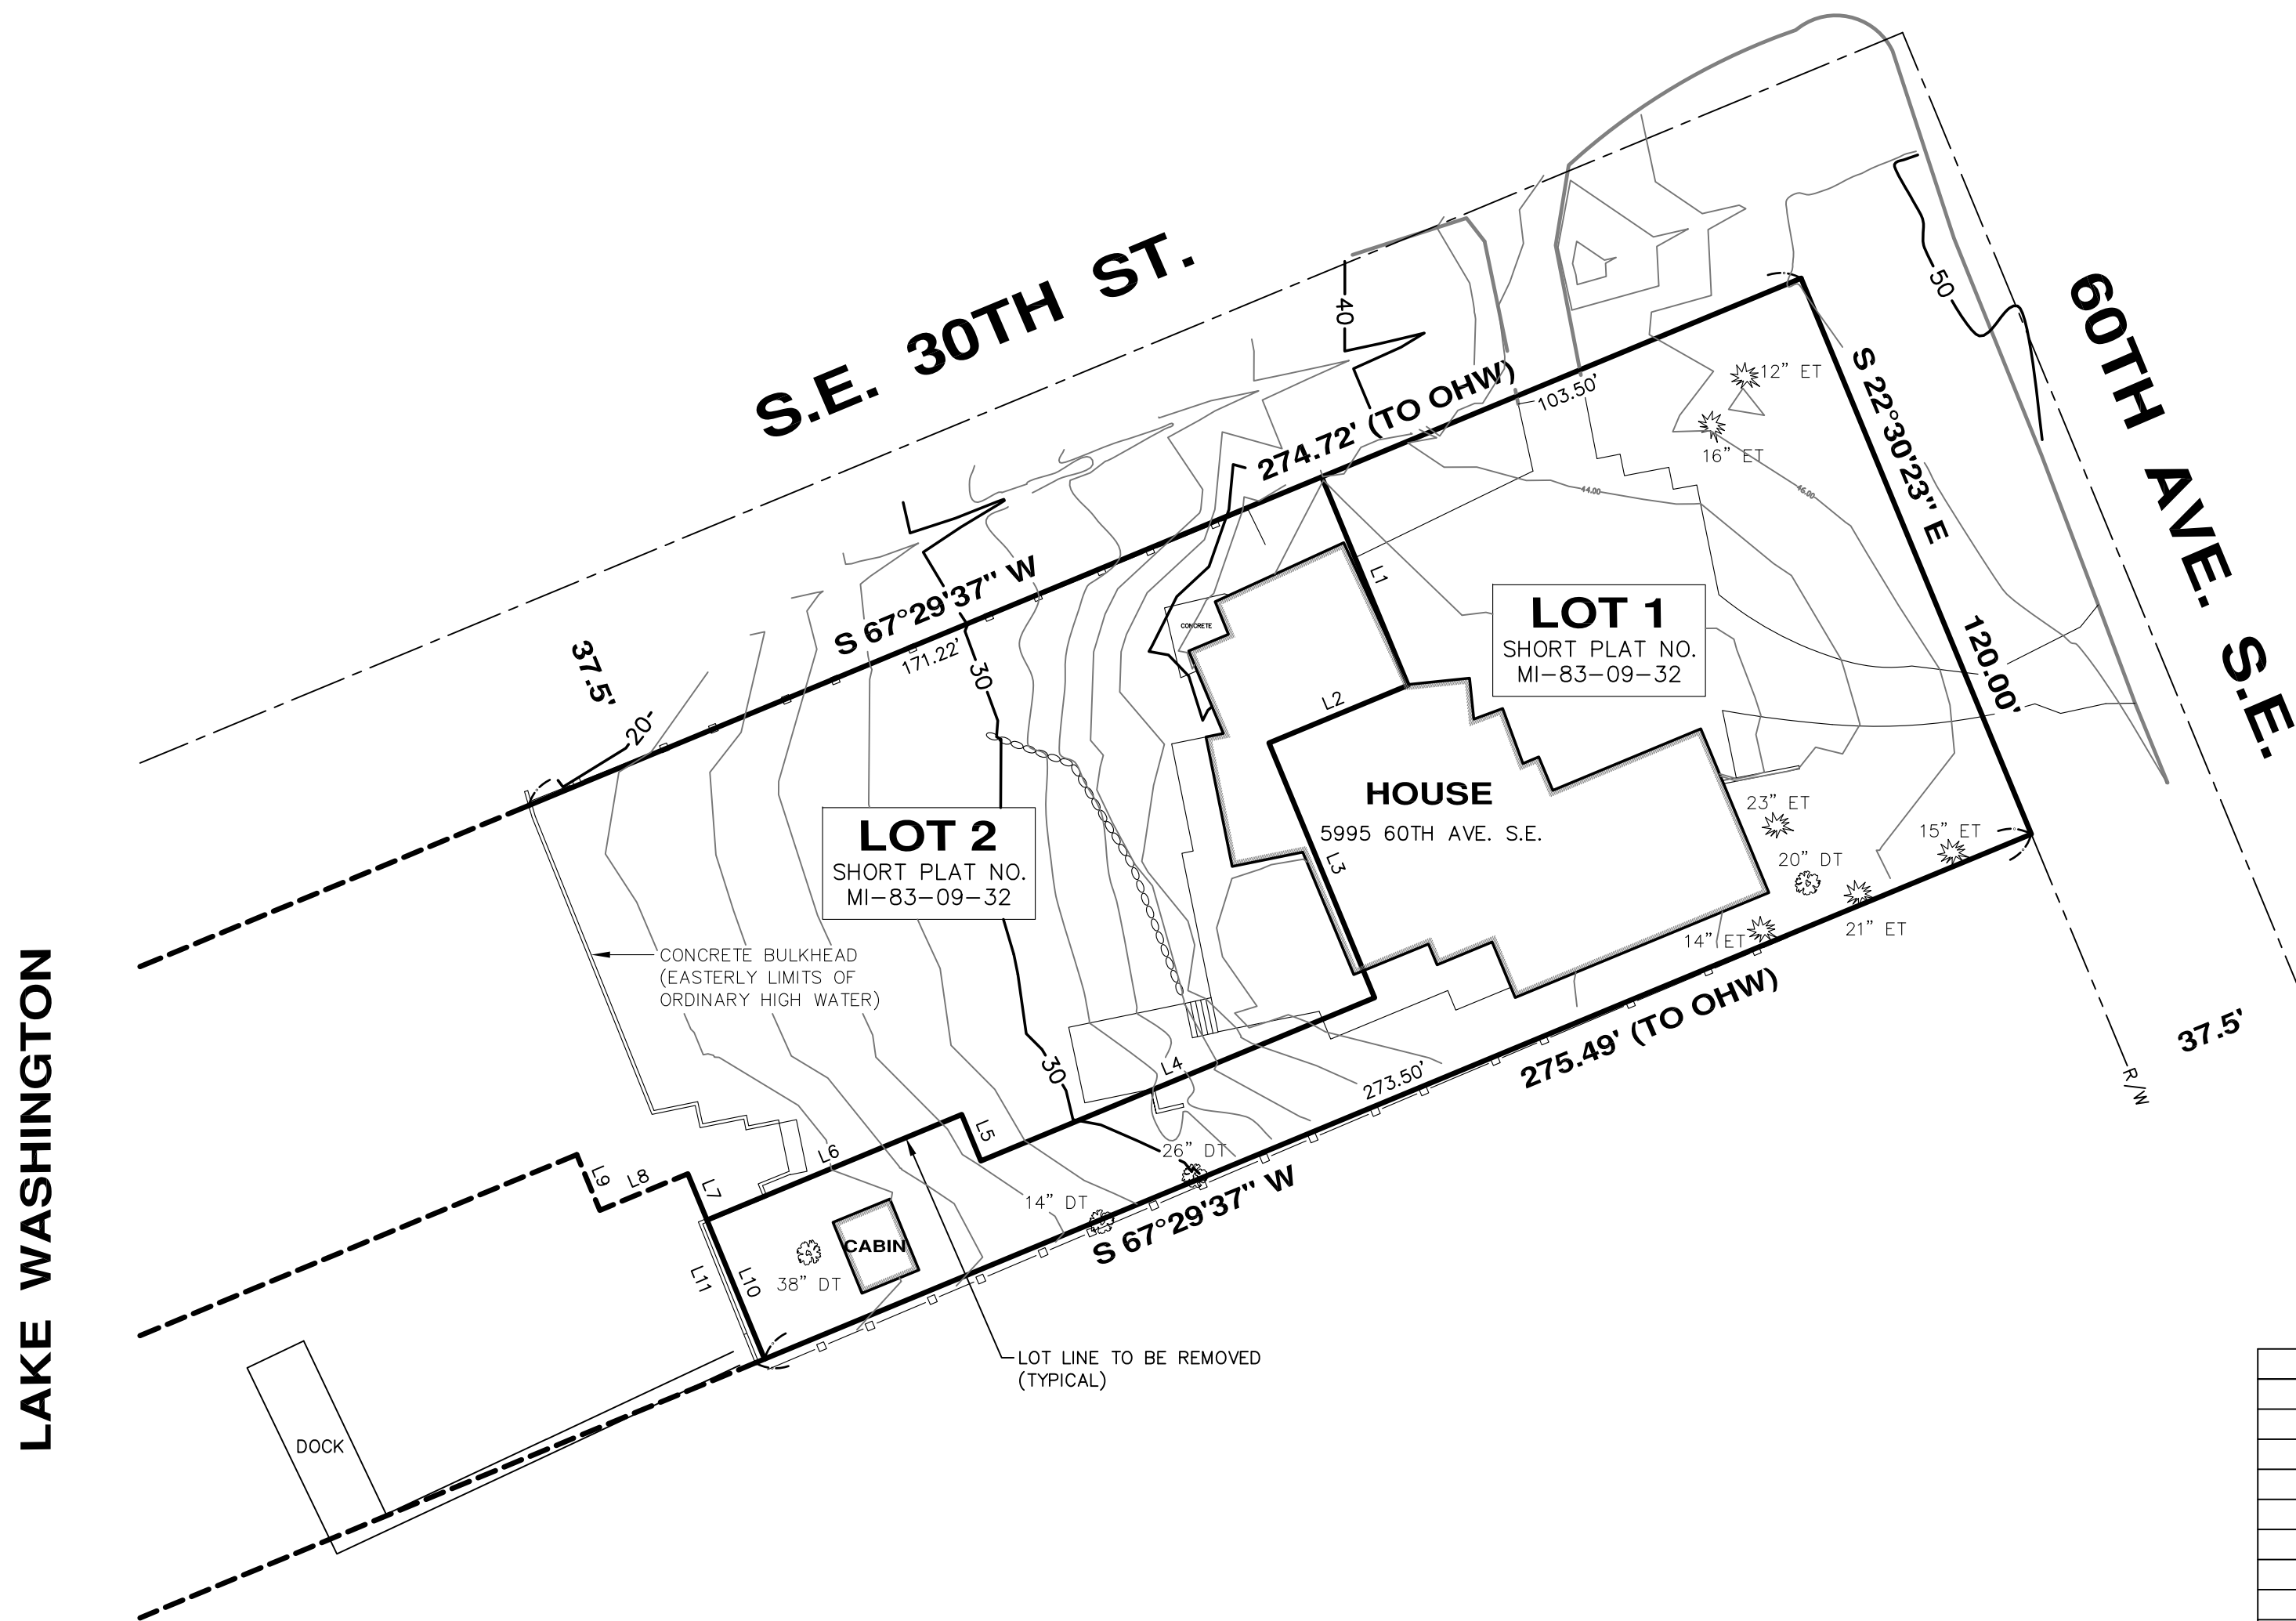 S.E. 30TH ST.
60TH AVE. S.E.
50
40
S 22°30'23" E
120.00'
274.72' (TO OHW)
103.50'
12" ET
16" ET
44.00
46.00
S 67°29'37" W
171.22'
37.5'
20
30
L1
CONCRETE
LOT 1
SHORT PLAT NO.
MI-83-09-32
L2
HOUSE
5995 60TH AVE. S.E.
L3
23" ET
15" ET
20" DT
14" ET
21" ET
LOT 2
SHORT PLAT NO.
MI-83-09-32
CONCRETE BULKHEAD
(EASTERLY LIMITS OF
ORDINARY HIGH WATER)
LAKE WASHINGTON
275.49' (TO OHW)
273.50'
37.5'
R/W
30
L4
L5
L6
L7
L8
L9
26" DT
14" DT
S 67°29'37" W
CABIN
38" DT
L10
L11
LOT LINE TO BE REMOVED
(TYPICAL)
DOCK